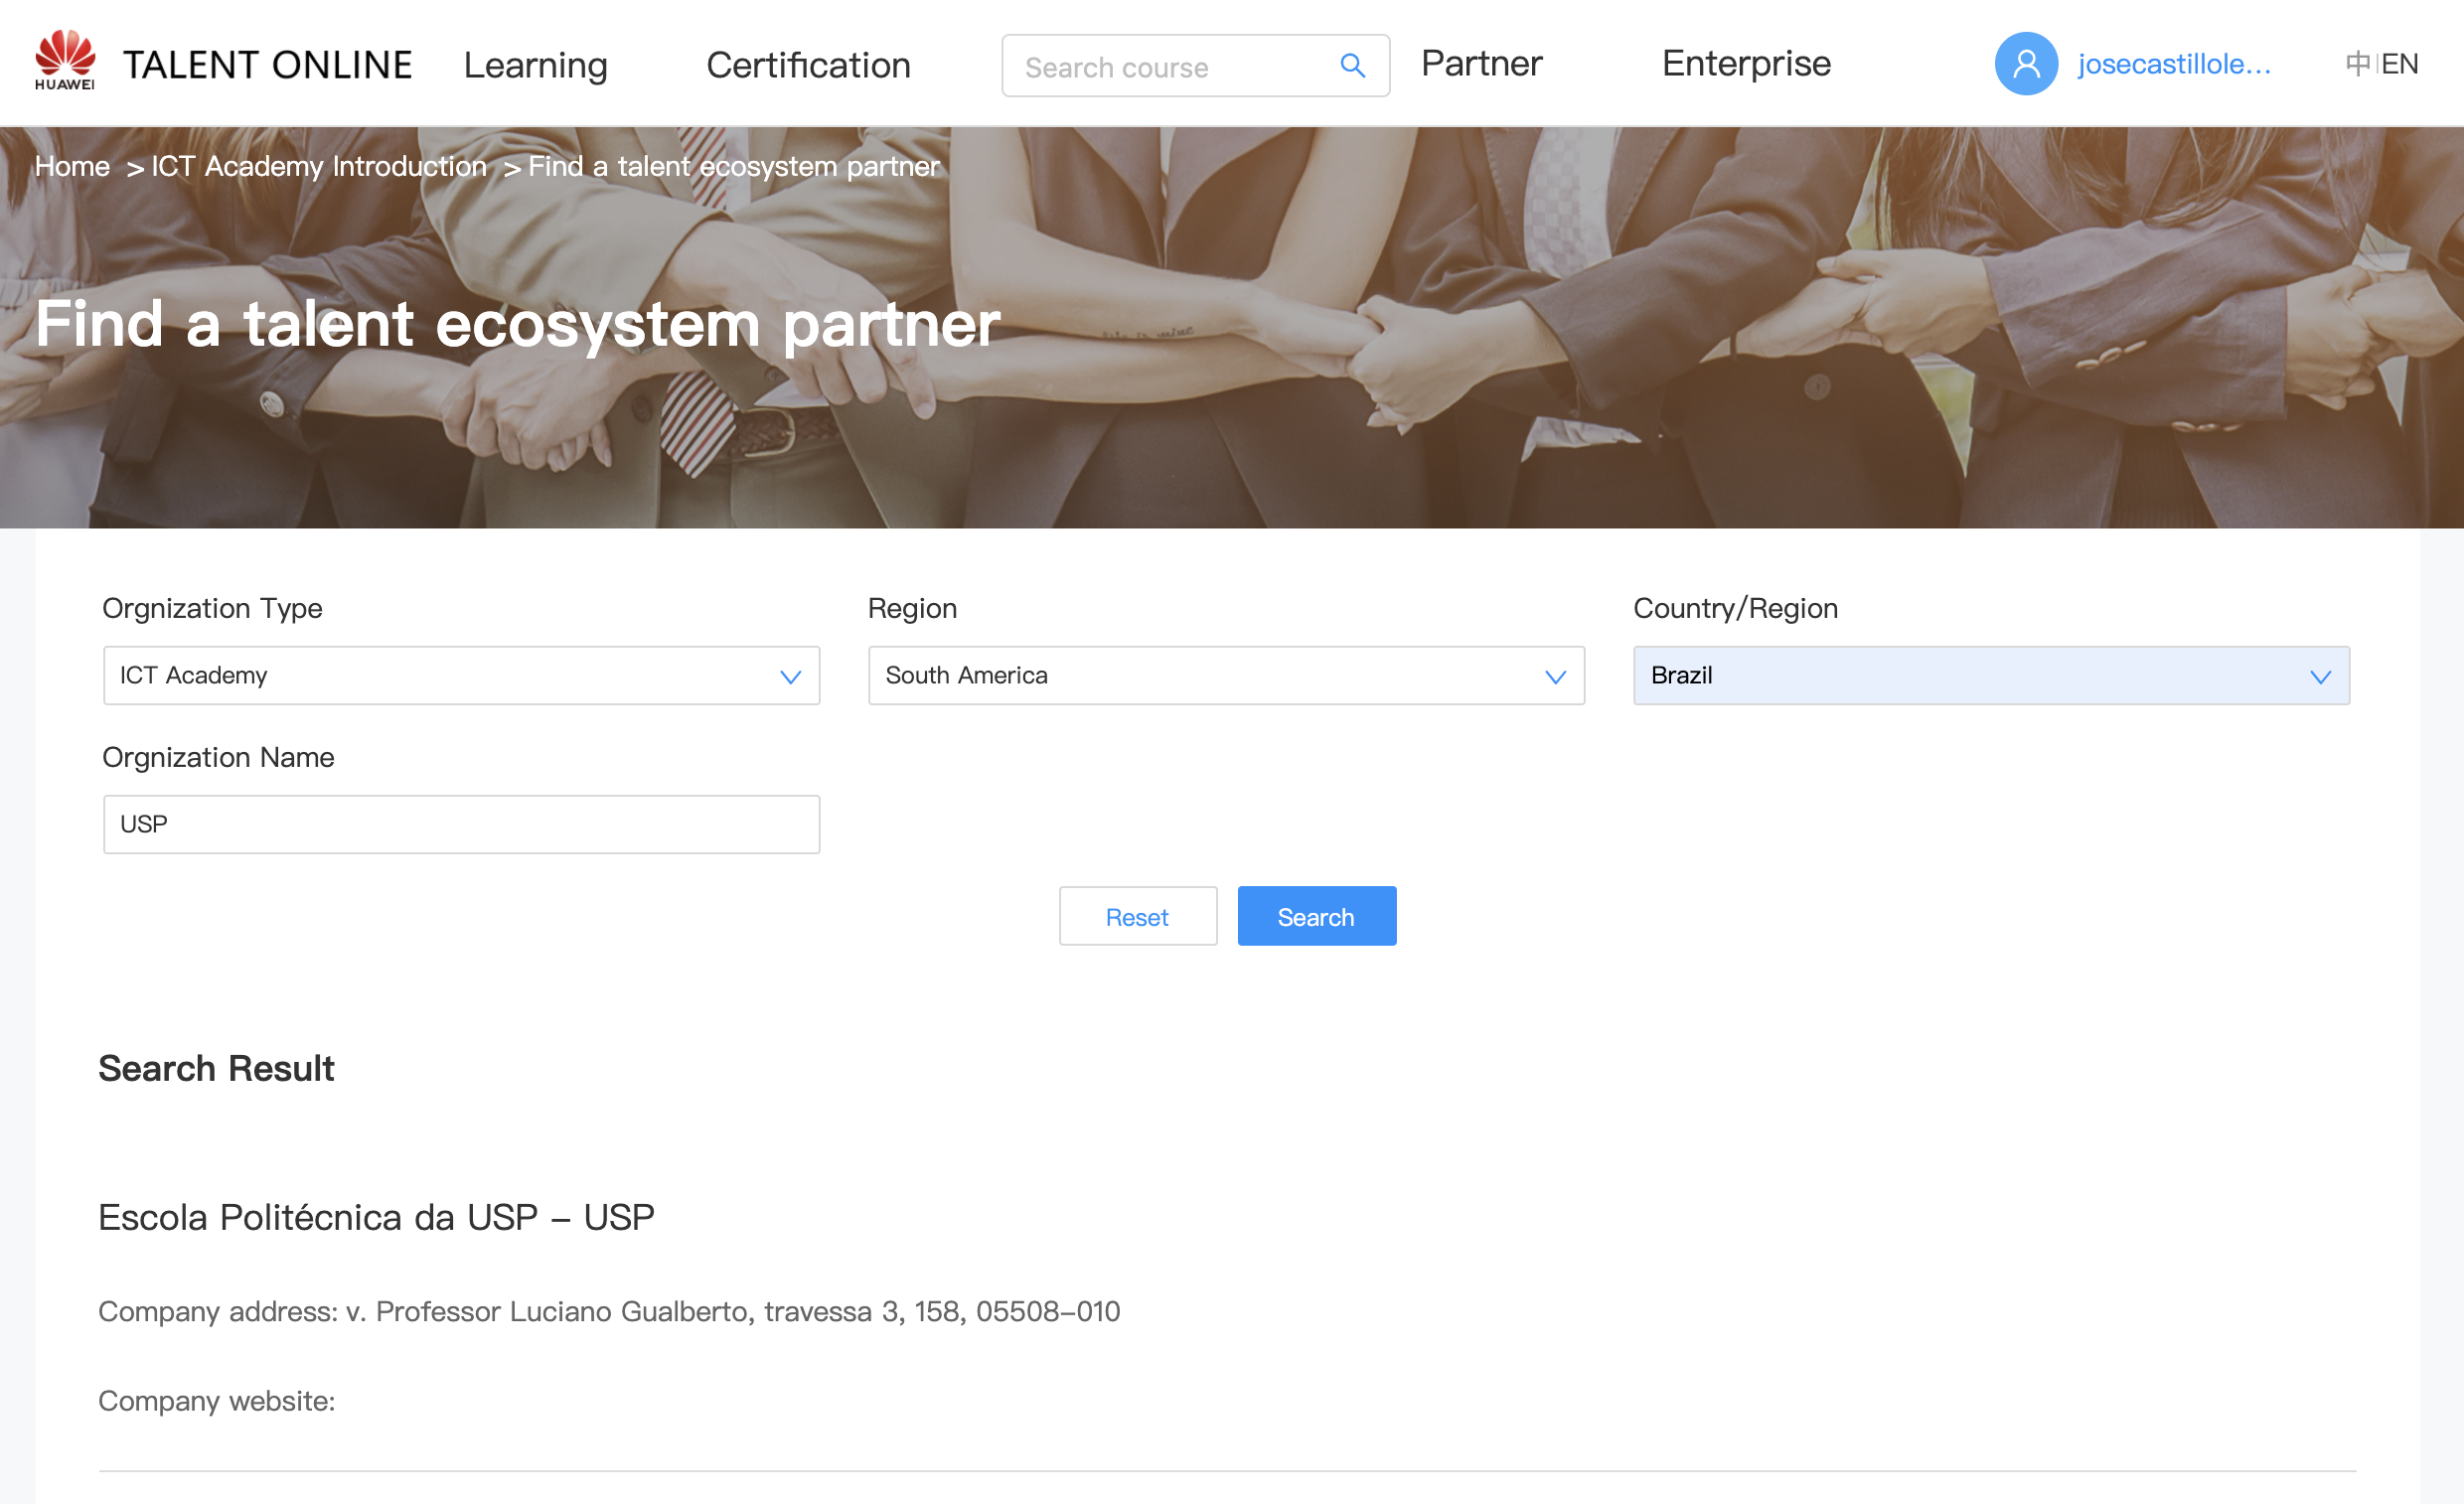 HUAWEI
TALENT ONLINE
Learning
Certification
Search course
Partner
Enterprise
josecastillole...
中|EN
Home > ICT Academy Introduction > Find a talent ecosystem partner
Find a talent ecosystem partner
Orgnization Type
Region
Country/Region
ICT Academy
South America
Brazil
Orgnization Name
USP
Reset
Search
Search Result
Escola Politécnica da USP – USP
Company address: v. Professor Luciano Gualberto, travessa 3, 158, 05508–010
Company website: